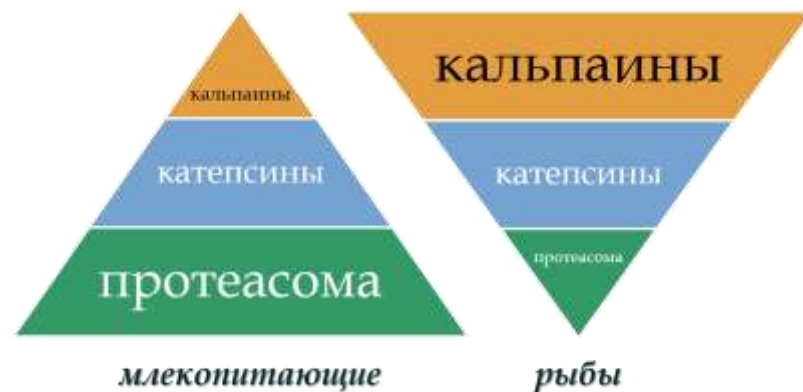 кальпаины
катепсины
протеасома
млекопитающие
кальпаины
катепсины
протеасома
рыбы